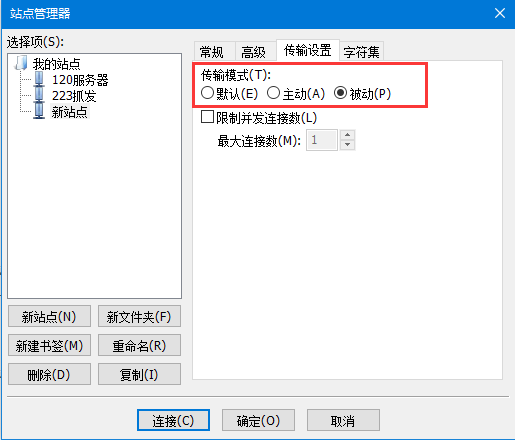 站点管理器
选择项(S):
我的站点
120服务器
223抓发
新站点
常规 高级 传输设置 字符集
传输模式(T):
默认(E) 主动(A) 被动(P)
限制并发连接数(L)
最大连接数(M): 1
新站点(N) 新文件夹(F)
新建书签(M) 重命名(R)
删除(D) 复制(I)
连接(C) 确定(O) 取消